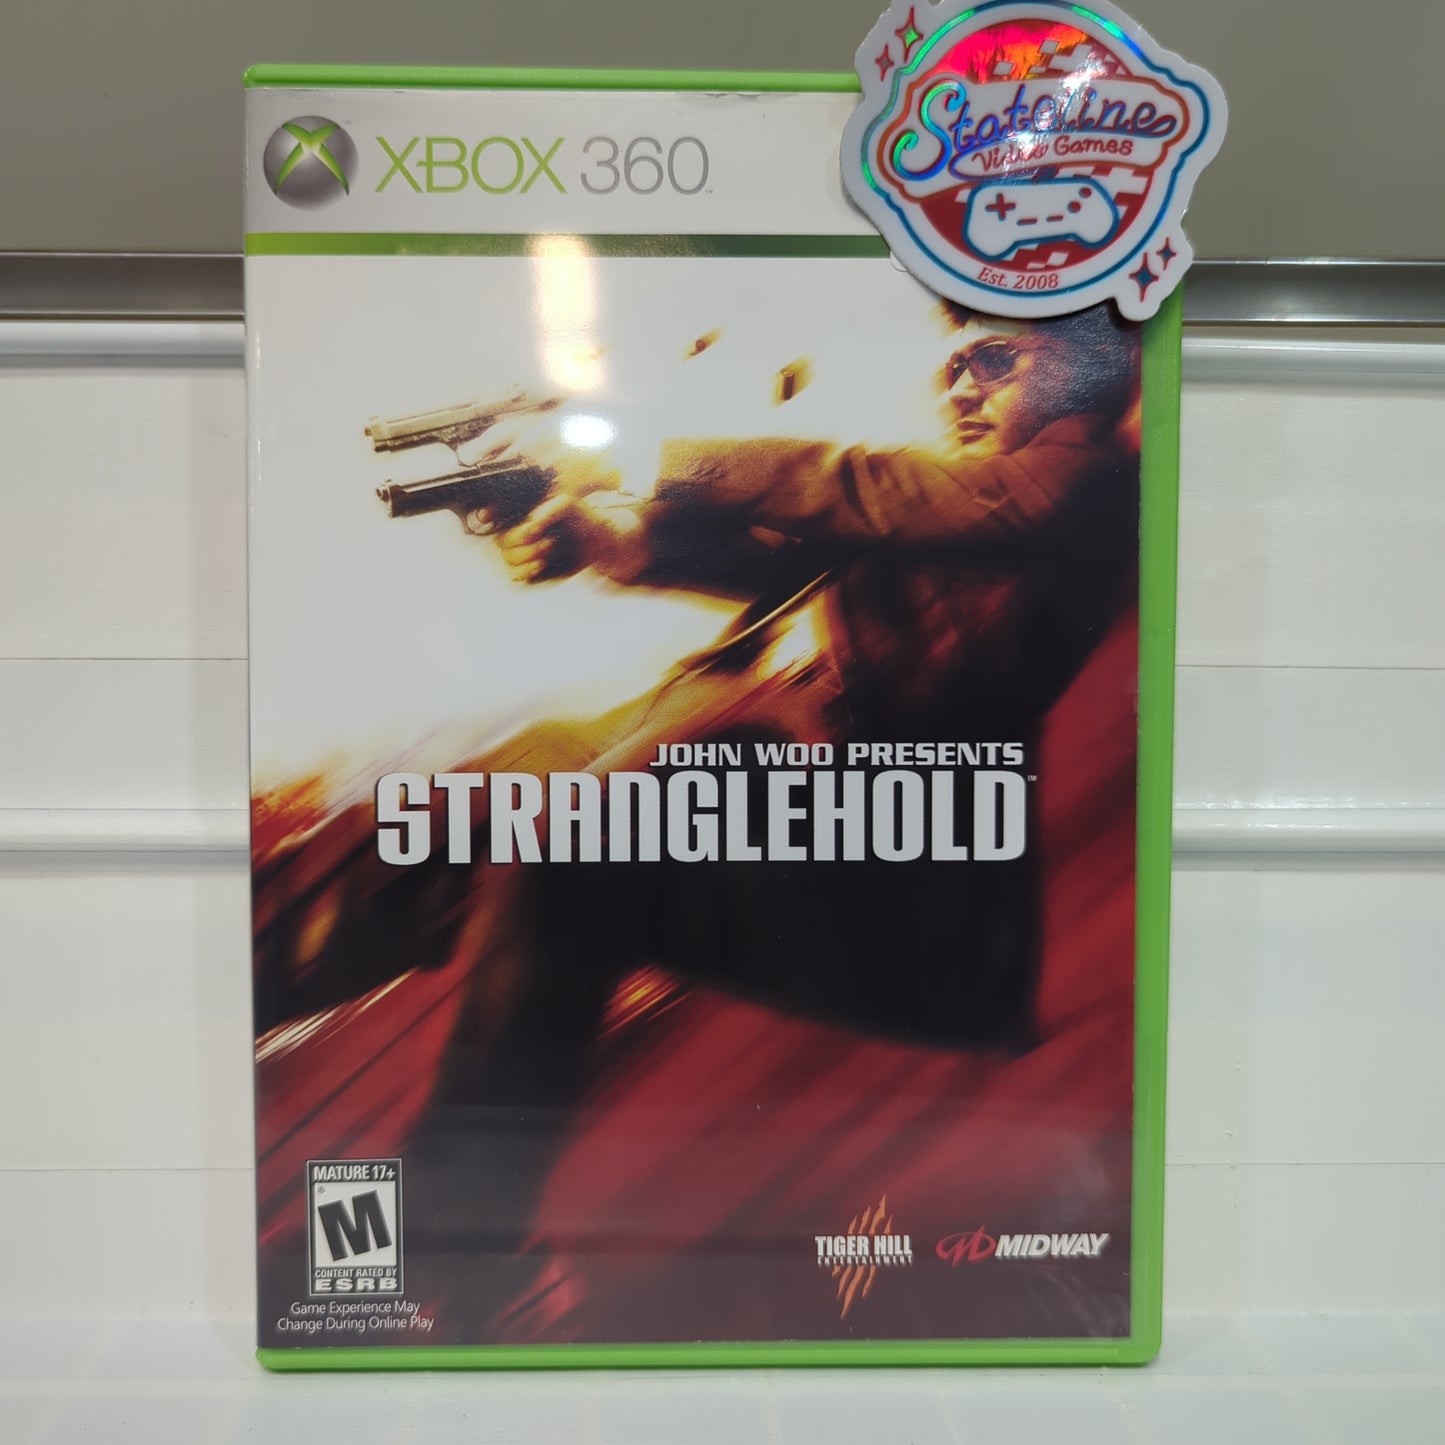 XBOX 360
Stateline
Video Games
Est. 2008
JOHN WOO PRESENTS
STRANGLEHOLD™
MATURE 17+
M
CONTENT RATED BY
ESRB
Game Experience May
Change During Online Play
TIGER HILL
ENTERTAINMENT
MIDWAY